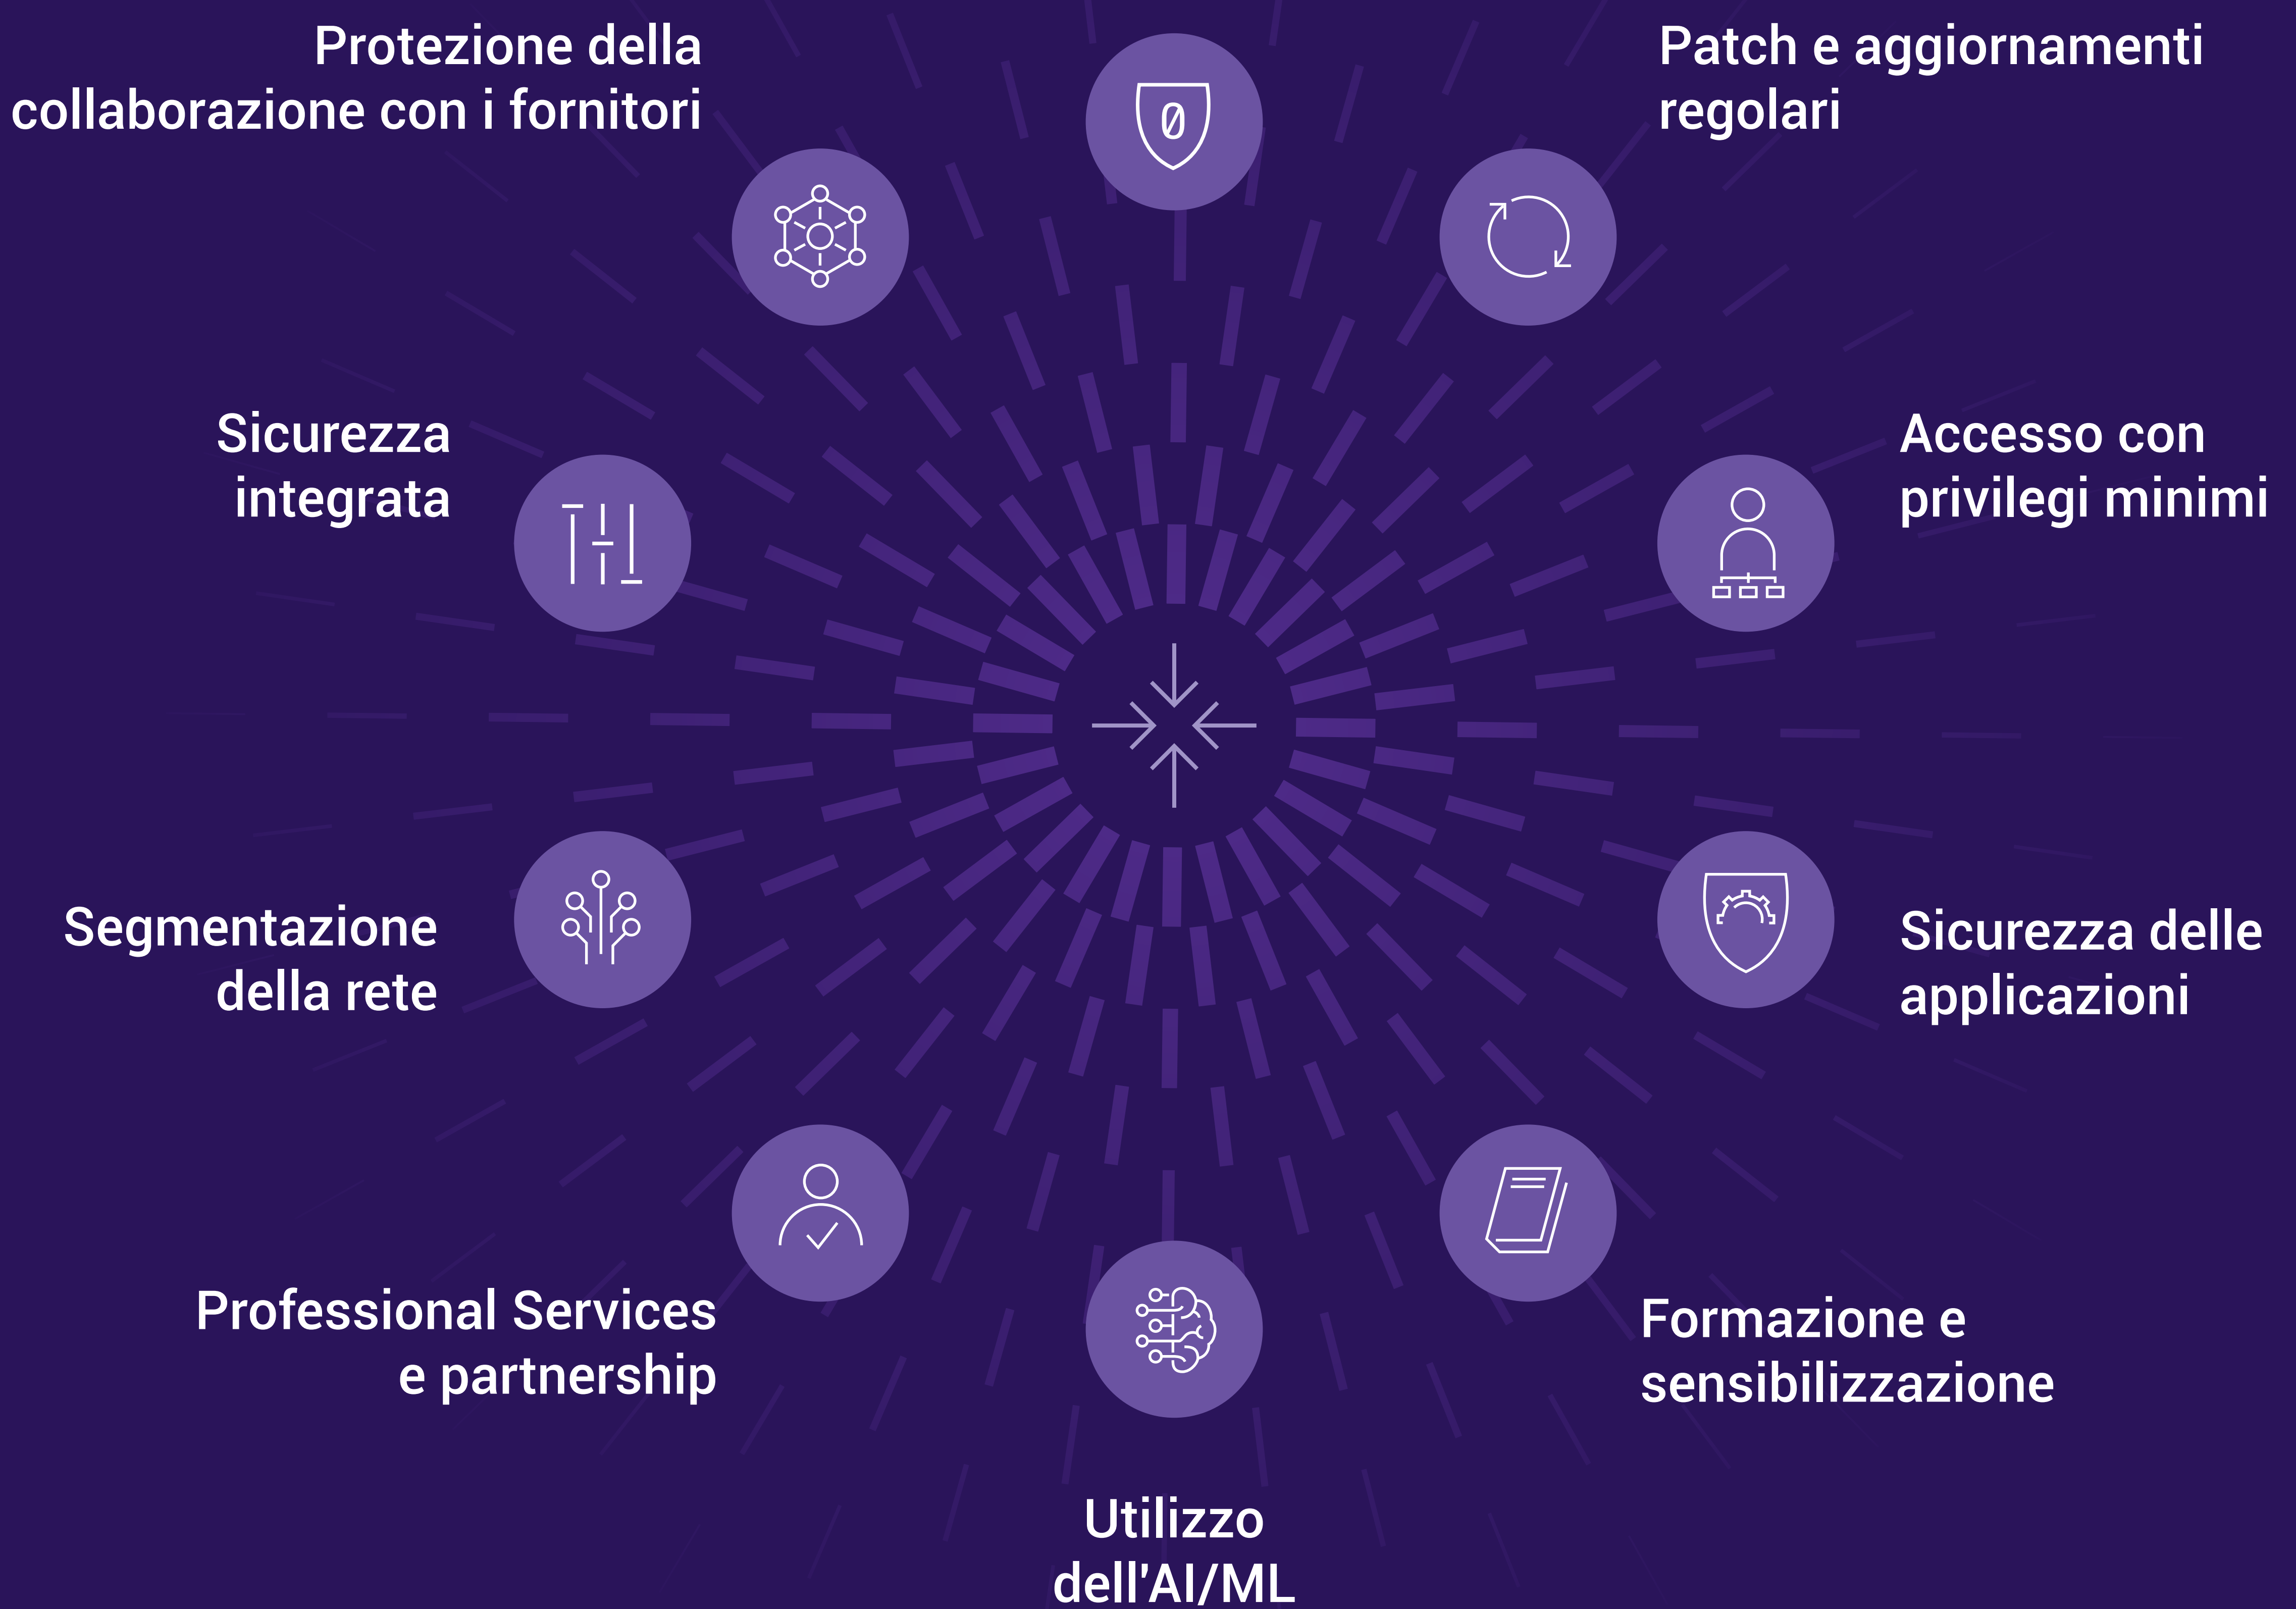 Protezione della
collaborazione con i fornitori
0
Patch e aggiornamenti
regolari
Sicurezza
integrata
Accesso con
privilegi minimi
Segmentazione
della rete
Sicurezza delle
applicazioni
Professional Services
e partnership
Formazione e
sensibilizzazione
Utilizzo
dell'AI/ML